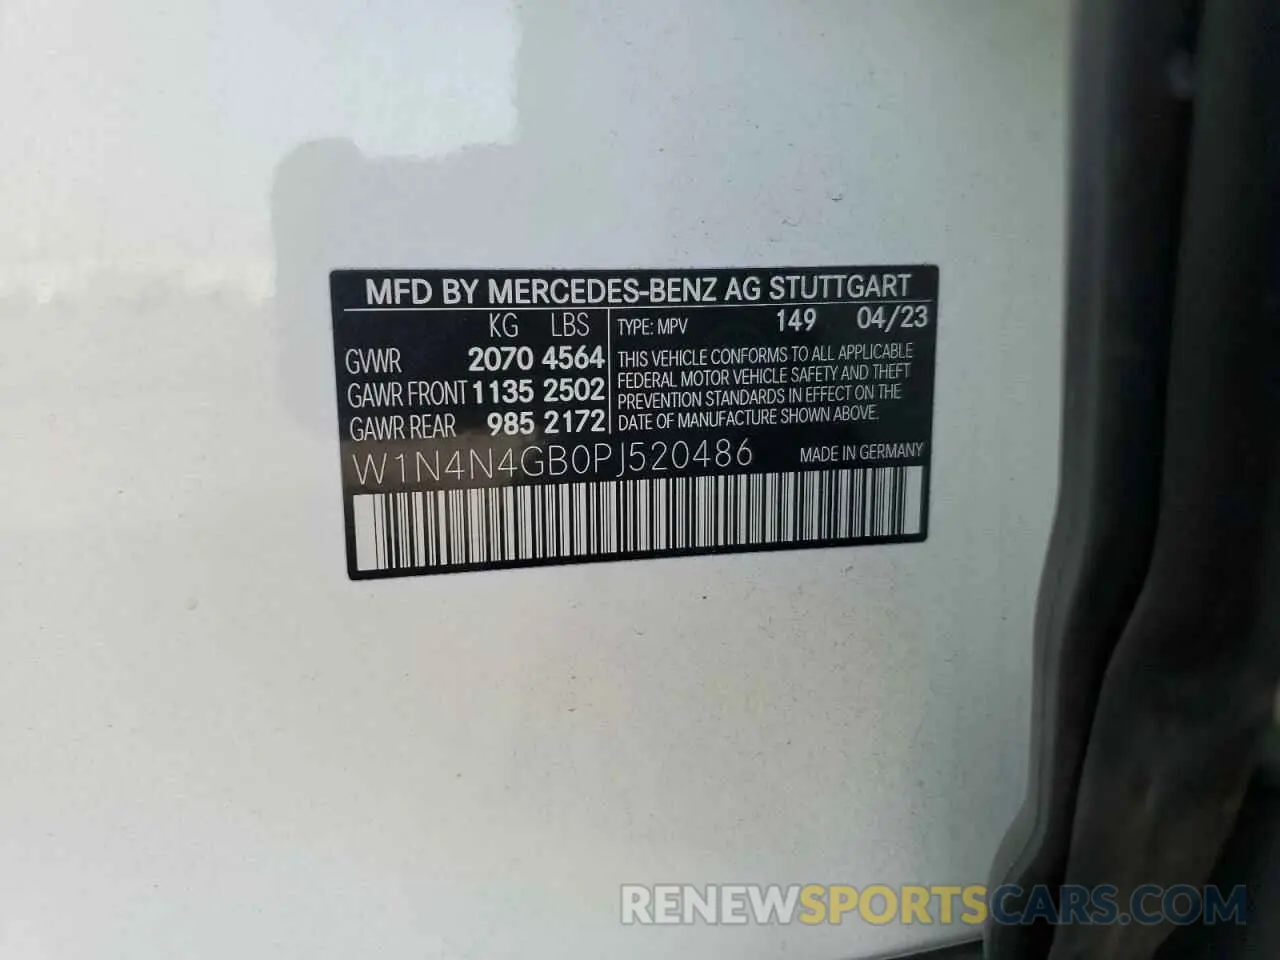 MFD BY MERCEDES-BENZ AG STUTTGART
KG LBS
GVWR 2070 4564
GAWR FRONT 1135 2502
GAWR REAR 985 2172
TYPE: MPV 149 04/23
THIS VEHICLE CONFORMS TO ALL APPLICABLE
FEDERAL MOTOR VEHICLE SAFETY AND THEFT
PREVENTION STANDARDS IN EFFECT ON THE
DATE OF MANUFACTURE SHOWN ABOVE.
W1N4N4GB0PJ520486 MADE IN GERMANY
RENEWSPORTSCARS.COM